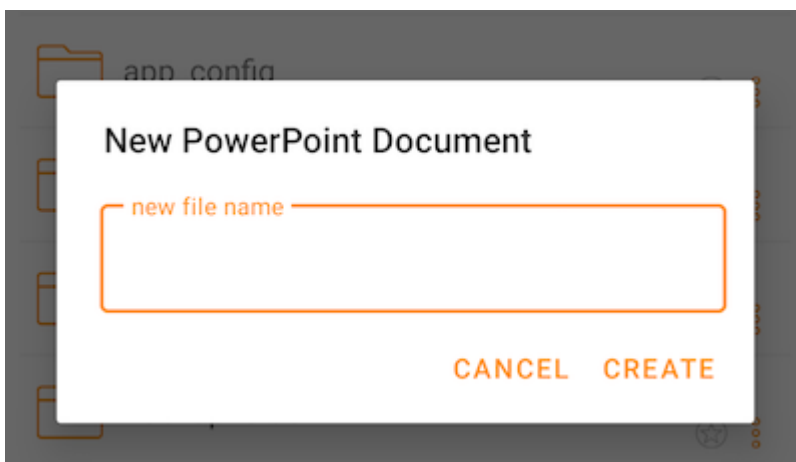 app_config
New PowerPoint Document
new file name
CANCEL CREATE